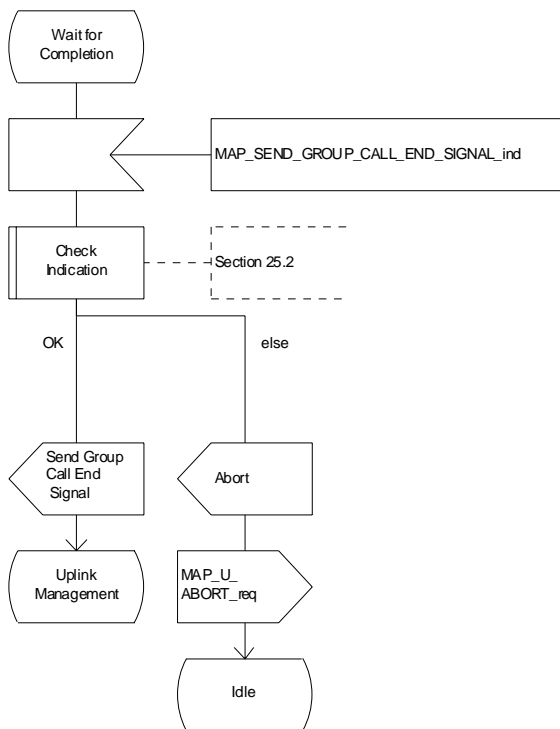 Wait for
Completion
MAP_SEND_GROUP_CALL_END_SIGNAL_ind
Check
Indication
Section 25.2
OK
else
Send Group
Call End
Signal
Abort
Uplink
Management
MAP_U_
ABORT_req
Idle